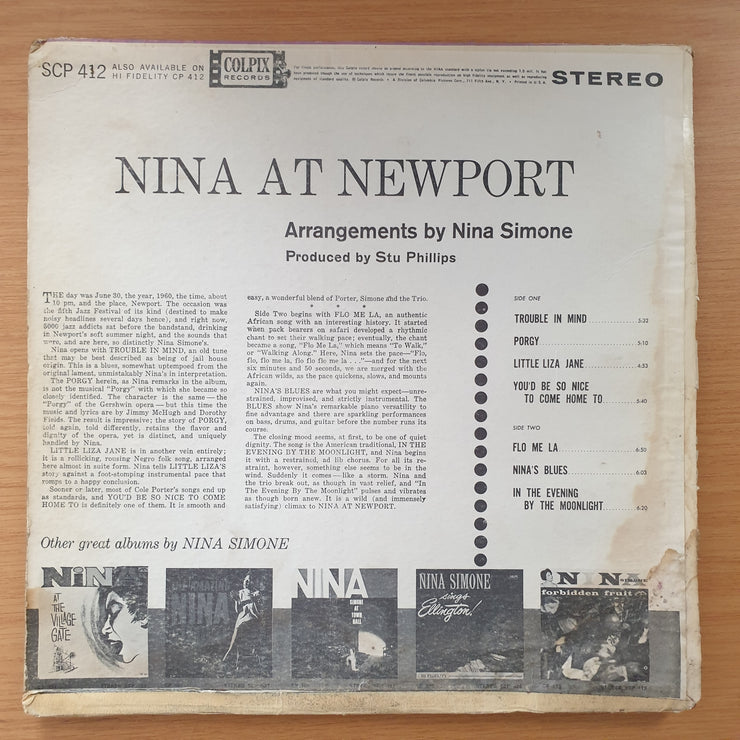 SCP 412
ALSO AVAILABLE ON
HI FIDELITY CP 412
COLPIX
RECORDS
STEREO
NINA AT NEWPORT
Arrangements by Nina Simone
Produced by Stu Phillips
THE day was June 30, the year, 1960, the time, about
10 pm, and the place, Newport. The occasion was
the fifth Jazz Festival of its kind (destined to make
noisy headlines several days hence), and right now,
5000 jazz addicts sat before the bandstand, drinking
in Newport's soft summer night, and the sounds that
were, and are here, so distinctly Nina Simone's.
Nina opens with TROUBLE IN MIND, an old tune
that may be best described as being of jail house
origin. This is a blues, somewhat uptempoed from the
original lament, unmistakably Nina's in interpretation.
The PORGY herein, as Nina remarks in the album,
is not the musical "Porgy" with which she became so
closely identified. The character is the same — the
"Porgy" of the Gershwin opera — but this time the
music and lyrics are by Jimmy McHugh and Dorothy
Fields. The result is impressive; the story of PORGY,
told again, told differently, retains the flavor and
dignity of the opera, yet is distinct, and uniquely
handled by Nina.
LITTLE LIZA JANE is in another vein entirely;
It is a rollicking, rousing Negro folk song, arranged
here almost in suite form. Nina tells LITTLE LIZA'S
story against a foot-stomping instrumental pace that
romps to a happy conclusion.
Sooner or later, most of Cole Porter's songs end up
as standards, and YOU'D BE SO NICE TO COME
HOME TO is definitely one of them. It is smooth and
easy, a wonderful blend of Porter, Simone and the Trio.
* * *
Side Two begins with FLO ME LA, an authentic
African song with an interesting history. It started
when pack bearers on safari developed a rhythmic
chant to set their walking pace; eventually, the chant
became a song, "Flo Me La," which means "To Walk,"
or "Walking Along." Here, Nina sets the pace—"Flo,
flo, flo me la, flo flo flo me la . . ."—and for the next
six minutes and 50 seconds, we are merged with the
African wilds, as the pace quickens, slows, and mounts
again.
NINA'S BLUES are what you might expect—unre-
strained, improvised, and strictly instrumental. The
BLUES show Nina's remarkable piano versatility to
fine advantage and there are sparkling performances
on bass, drums, and guitar before the number runs its
course.
The closing mood seems, at first, to be one of quiet
dignity. The song is the American traditional, IN THE
EVENING BY THE MOONLIGHT, and Nina begins
it with a restrained, ad lib chorus. For all its re-
straint, however, something else seems to be in the
wind. Suddenly it comes—like a storm. Nina and
the trio break out, as though in vast relief, and "In
The Evening By The Moonlight" pulses and vibrates
as though born anew. It is a wild (and immensely
satisfying) climax to NINA AT NEWPORT.
SIDE ONE
TROUBLE IN MIND 5:32
PORGY 5:10
LITTLE LIZA JANE 4:53
YOU'D BE SO NICE
TO COME HOME TO 5:40
SIDE TWO
FLO ME LA 6:50
NINA'S BLUES 6:03
IN THE EVENING
BY THE MOONLIGHT 6:20
Other great albums by NINA SIMONE
NINA
AT
THE
VILLAGE
GATE
NINA
NINA
SIMONE
AT
TOWN
HALL
NINA SIMONE
sings
Ellington!
NINA
forbidden fruit